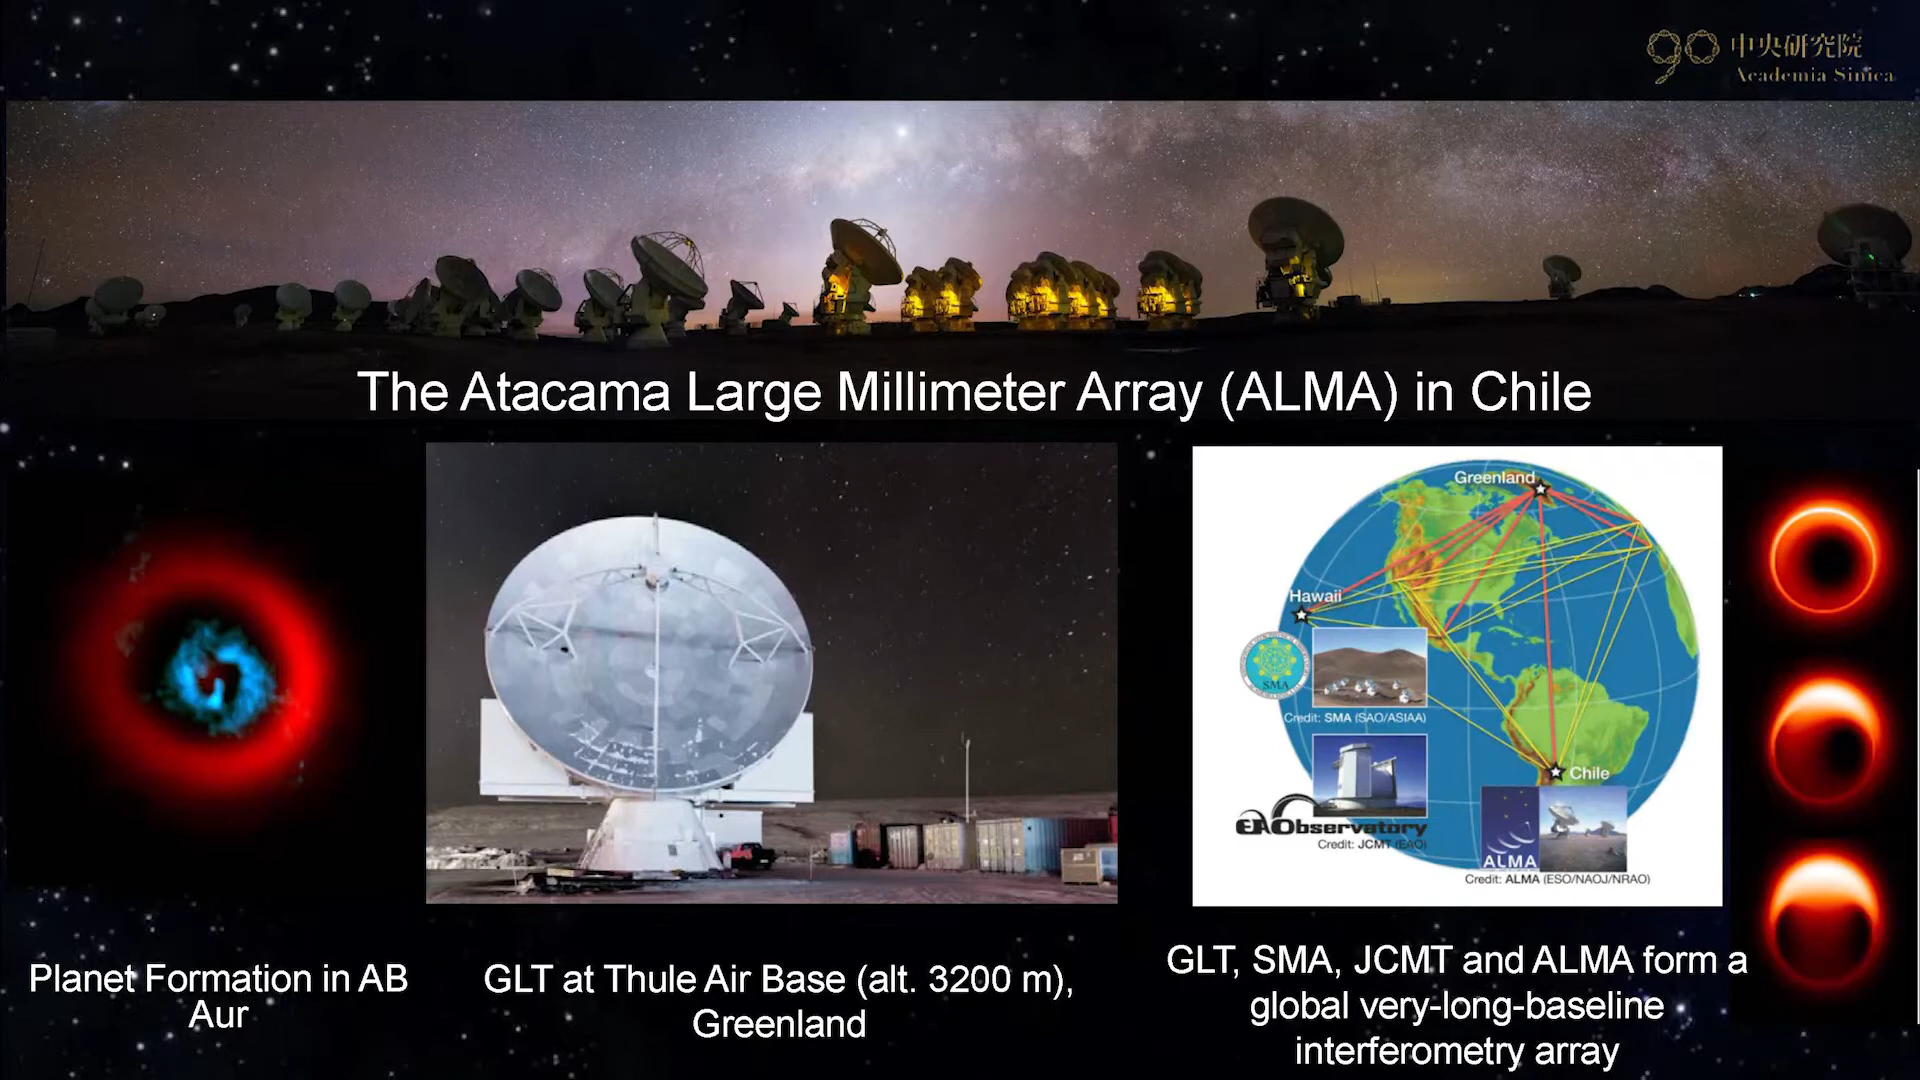 90 中央研究院
Academia Sinica
The Atacama Large Millimeter Array (ALMA) in Chile
Greenland
Hawaii
SMA
Credit: SMA (SAO/ASIAA)
Chile
EAObservatory
Credit: JCMT (EAO)
ALMA
Credit: ALMA (ESO/NAOJ/NRAO)
Planet Formation in AB
Aur
GLT at Thule Air Base (alt. 3200 m),
Greenland
GLT, SMA, JCMT and ALMA form a
global very-long-baseline
interferometry array